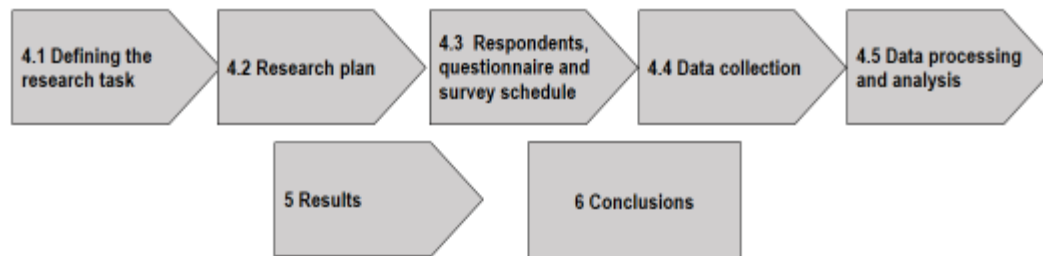 4.1 Defining the
research task
4.2 Research plan
4.3 Respondents,
questionnaire and
survey schedule
4.4 Data collection
4.5 Data processing
and analysis
5 Results
6 Conclusions